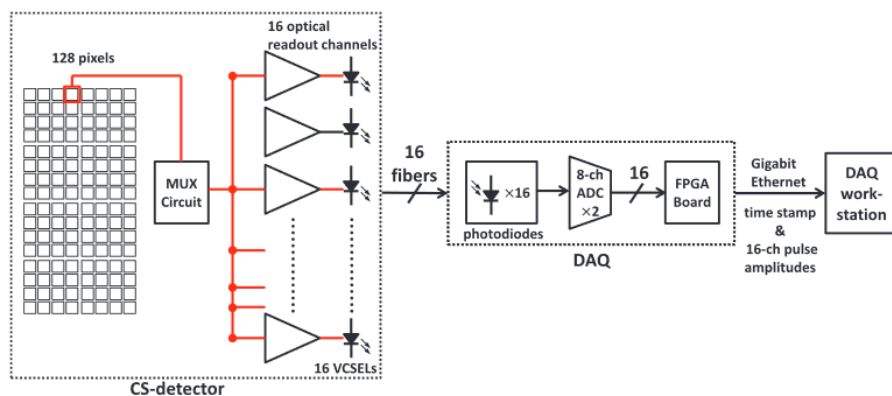 16 optical
readout channels
128 pixels
MUX
Circuit
16 VCSELs
CS-detector
16
fibers
×16
photodiodes
8-ch
ADC
×2
16
FPGA
Board
DAQ
Gigabit
Ethernet
time stamp
&
16-ch pulse
amplitudes
DAQ
work-
station